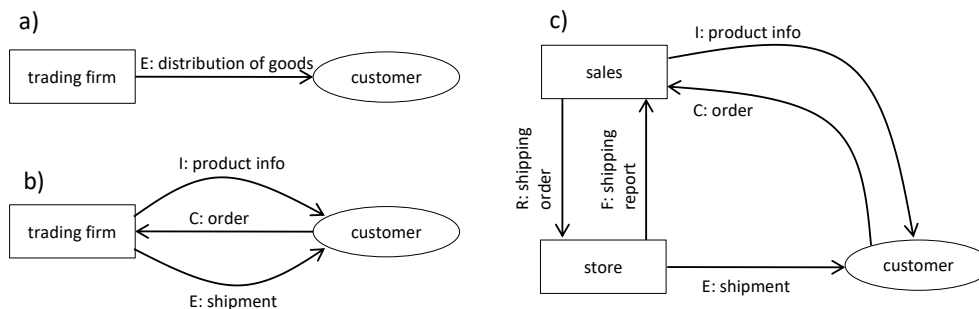 a)
trading firm
E: distribution of goods
customer
b)
trading firm
I: product info
C: order
E: shipment
customer
c)
I: product info
sales
C: order
R: shipping
order
F: shipping
report
store
E: shipment
customer